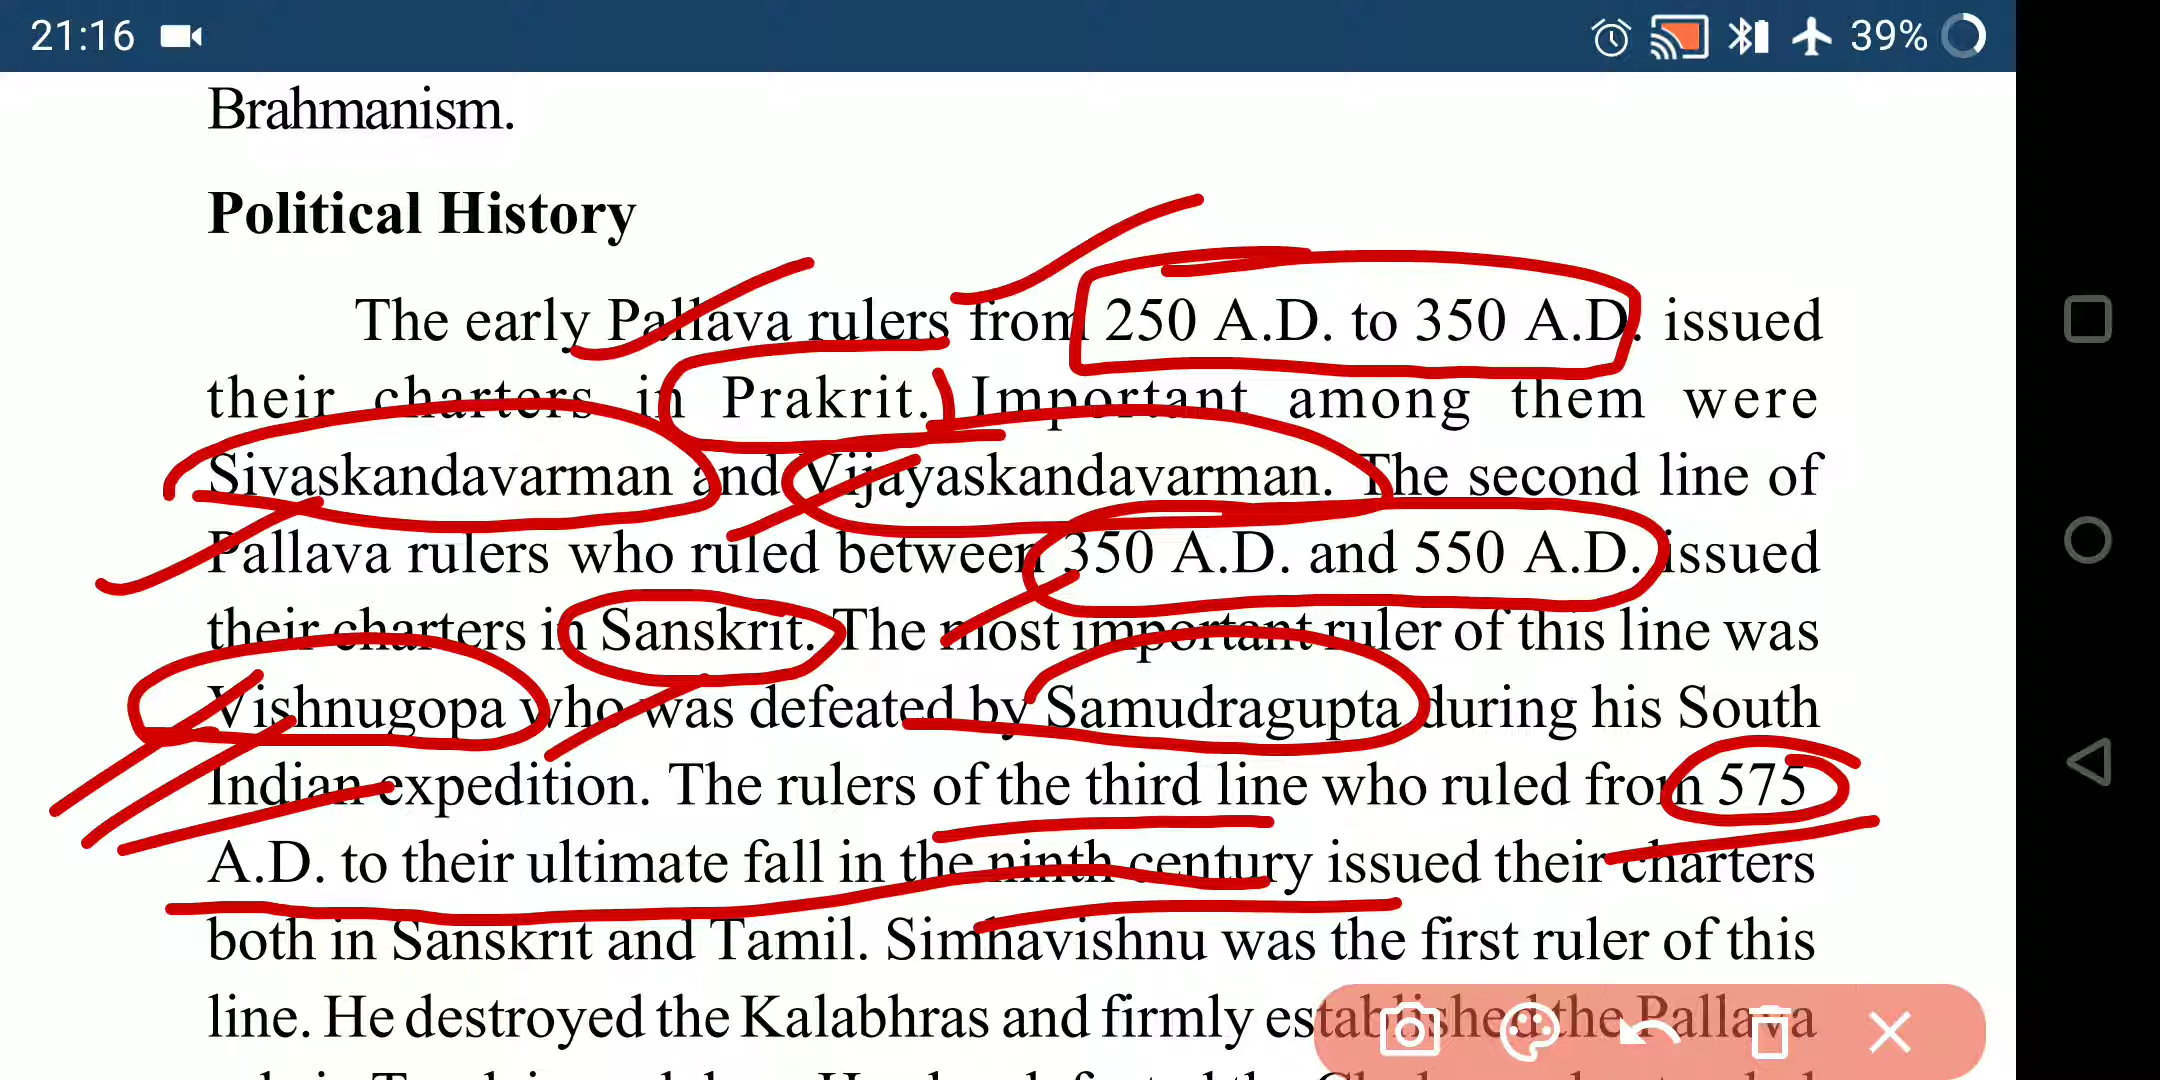 21:16
39%
Brahmanism.
Political History
The early Pallava rulers from 250 A.D. to 350 A.D. issued
their charters in Prakrit. Important among them were
Sivaskandavarman and Vijayaskandavarman. The second line of
Pallava rulers who ruled between 350 A.D. and 550 A.D. issued
their charters in Sanskrit. The most important ruler of this line was
Vishnugopa who was defeated by Samudragupta during his South
Indian expedition. The rulers of the third line who ruled from 575
A.D. to their ultimate fall in the ninth century issued their charters
both in Sanskrit and Tamil. Simhavishnu was the first ruler of this
line. He destroyed the Kalabhras and firmly established the Pallava